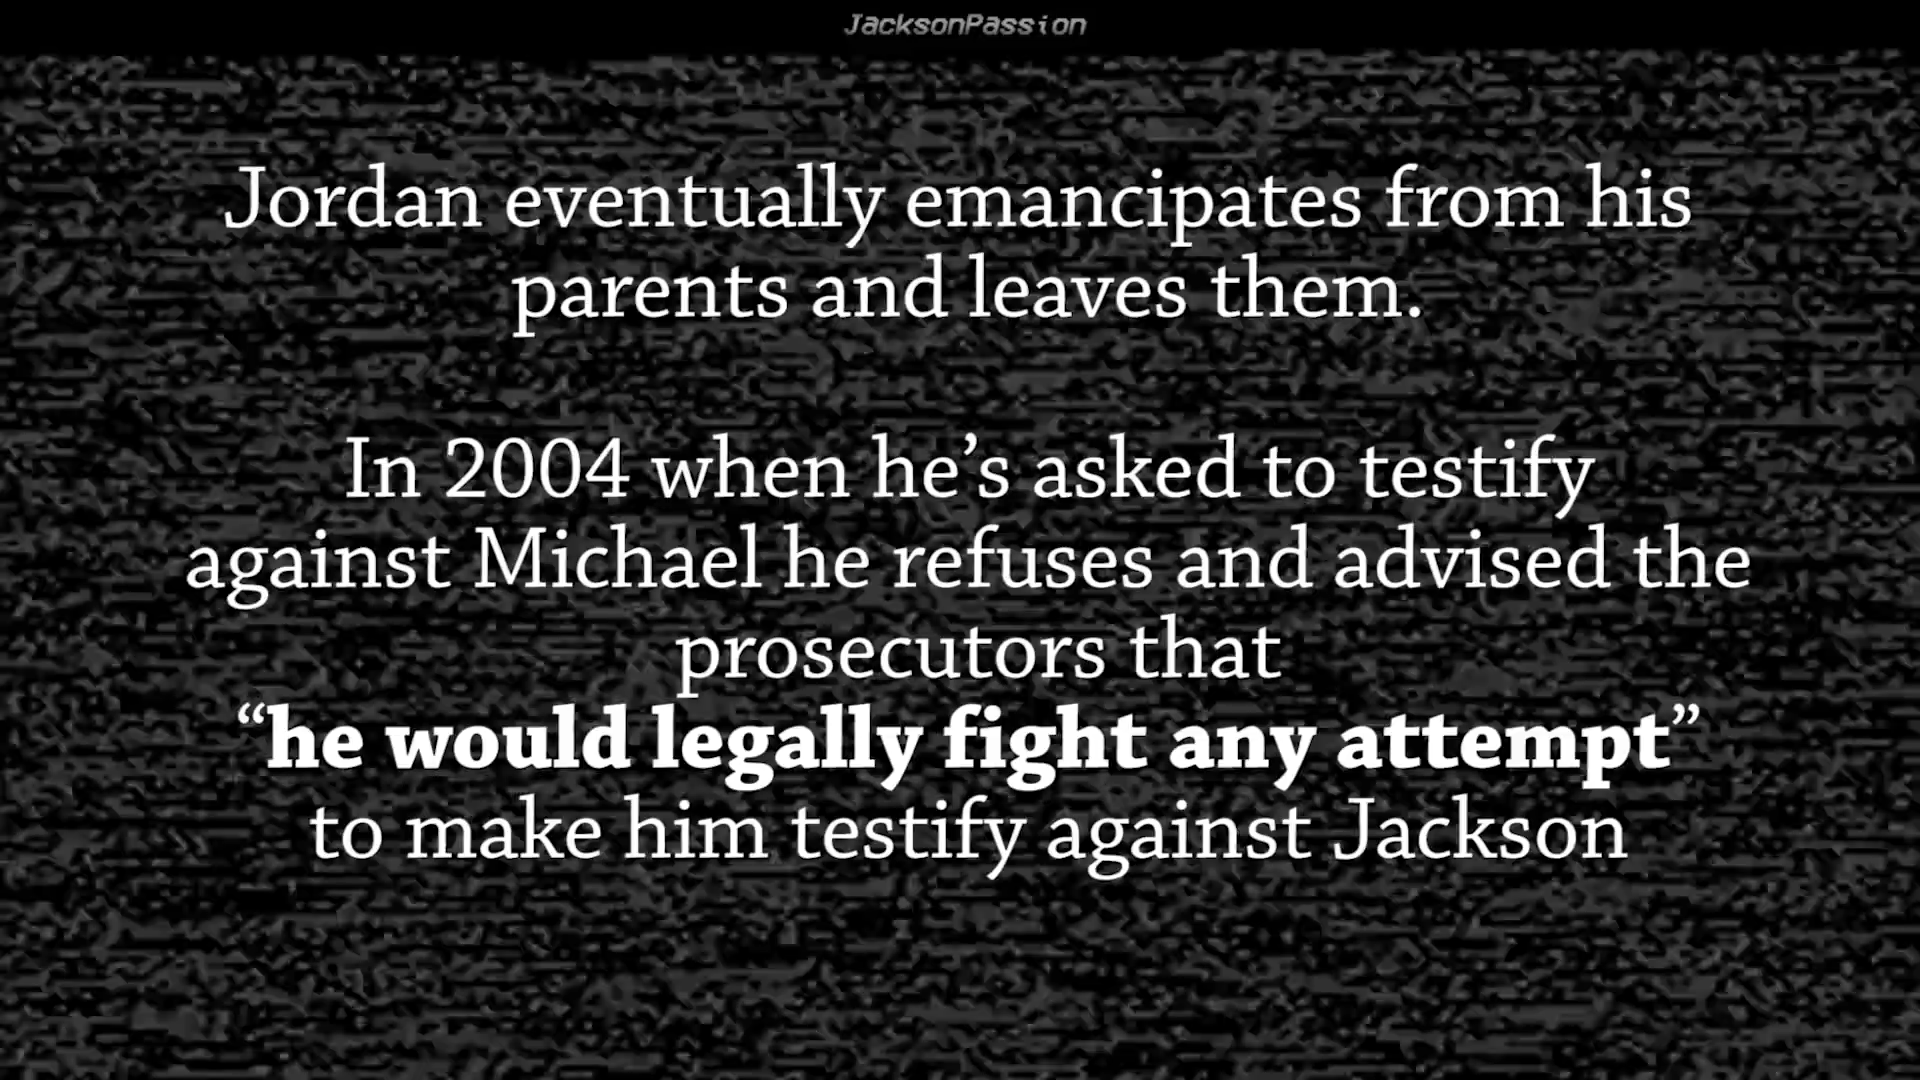 JacksonPassion
Jordan eventually emancipates from his
parents and leaves them.
In 2004 when he’s asked to testify
against Michael he refuses and advised the
prosecutors that
“he would legally fight any attempt”
to make him testify against Jackson